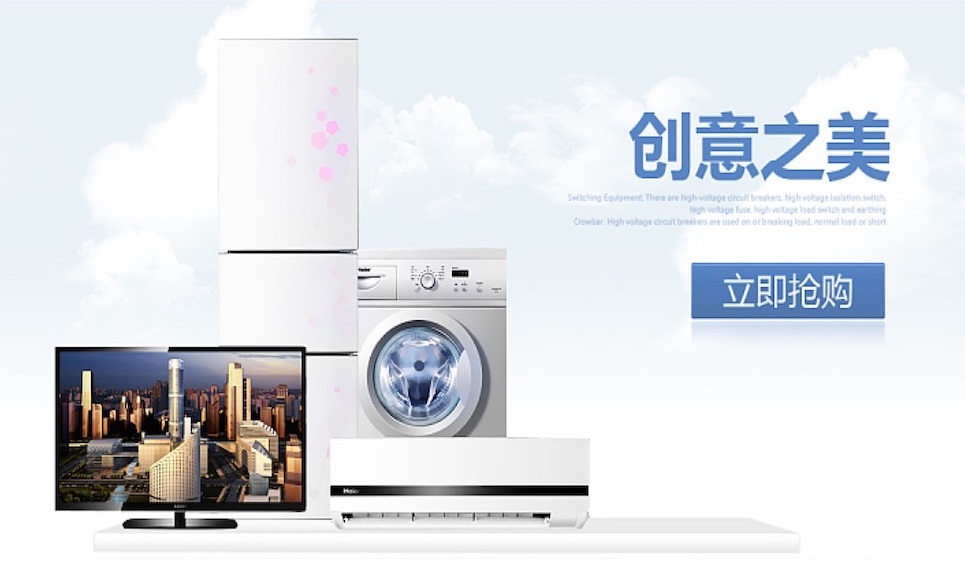 创意之美
Switching Equipment: There are high-voltage circuit breakers, high voltage isolation switch,
high voltage fuse, high voltage load switch and earthing
Crowbar. High voltage circuit breakers are used on or breaking load, normal load or short
立即抢购
Haier
Haier